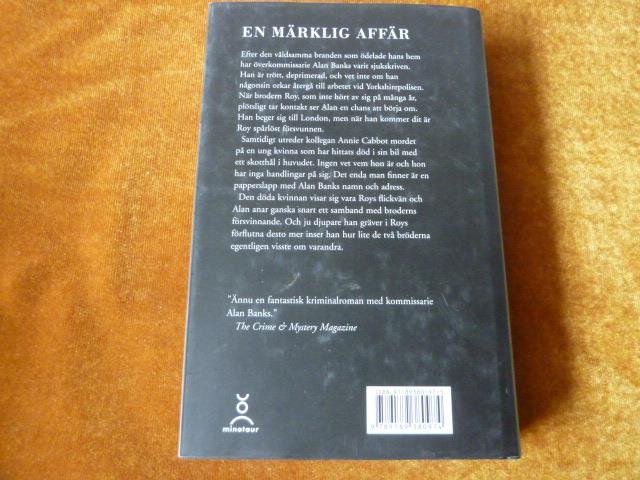 EN MÄRKLIG AFFÄR
Efter den våldsamma branden som ödelade hans hem
har överkommissarie Alan Banks varit sjukskriven.
Han är trött, deprimerad, och vet inte om han
någonsin orkar återgå till arbetet vid Yorkshirepolisen.
När brodern Roy, som inte hört av sig på många år,
plötsligt tar kontakt ser Alan en chans att börja om.
Han beger sig till London, men när han kommer dit är
Roy spårlöst försvunnen.
Samtidigt utreder kollegan Annie Cabbot mordet
på en ung kvinna som har hittats död i sin bil med
ett skotthål i huvudet. Ingen vet vem hon är och hon
har inga handlingar på sig. Det enda man finner är en
papperslapp med Alan Banks namn och adress.
Den döda kvinnan visar sig vara Roys flickvän och
Alan anar ganska snart ett samband med broderns
försvinnande. Och ju djupare han gräver i Roys
förflutna desto mer inser han hur lite de två bröderna
egentligen visste om varandra.
"Ännu en fantastisk kriminalroman med kommissarie
Alan Banks."
The Crime & Mystery Magazine
minotaur
9 789189 580974